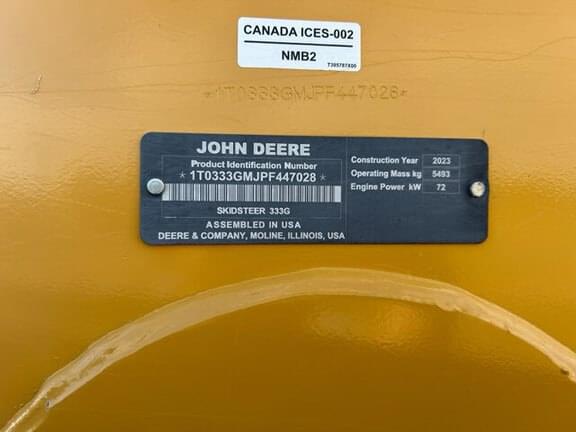 CANADA ICES-002
NMB2
T395787X00
*1T0333GMJPF447028*
JOHN DEERE
Product Identification Number
*1T0333GMJPF447028*
SKIDSTEER 333G
ASSEMBLED IN USA
DEERE & COMPANY, MOLINE, ILLINOIS, USA
Construction Year 2023
Operating Mass kg 5493
Engine Power kW 72